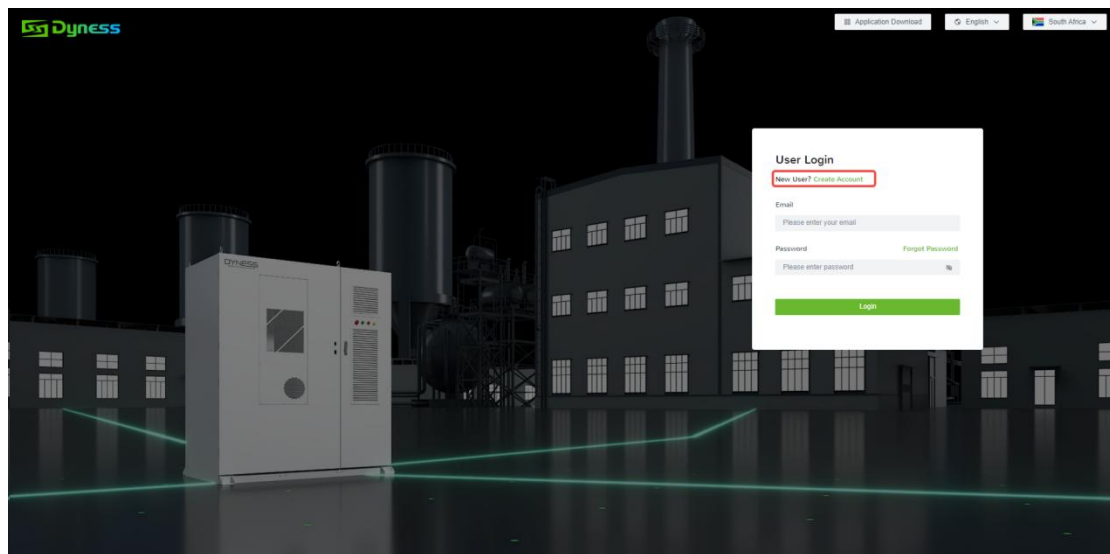 Dyness
Application Download
English
South Africa
User Login
New User? Create Account
Email
Please enter your email
Password Forgot Password
Please enter password
Login
DYNESS